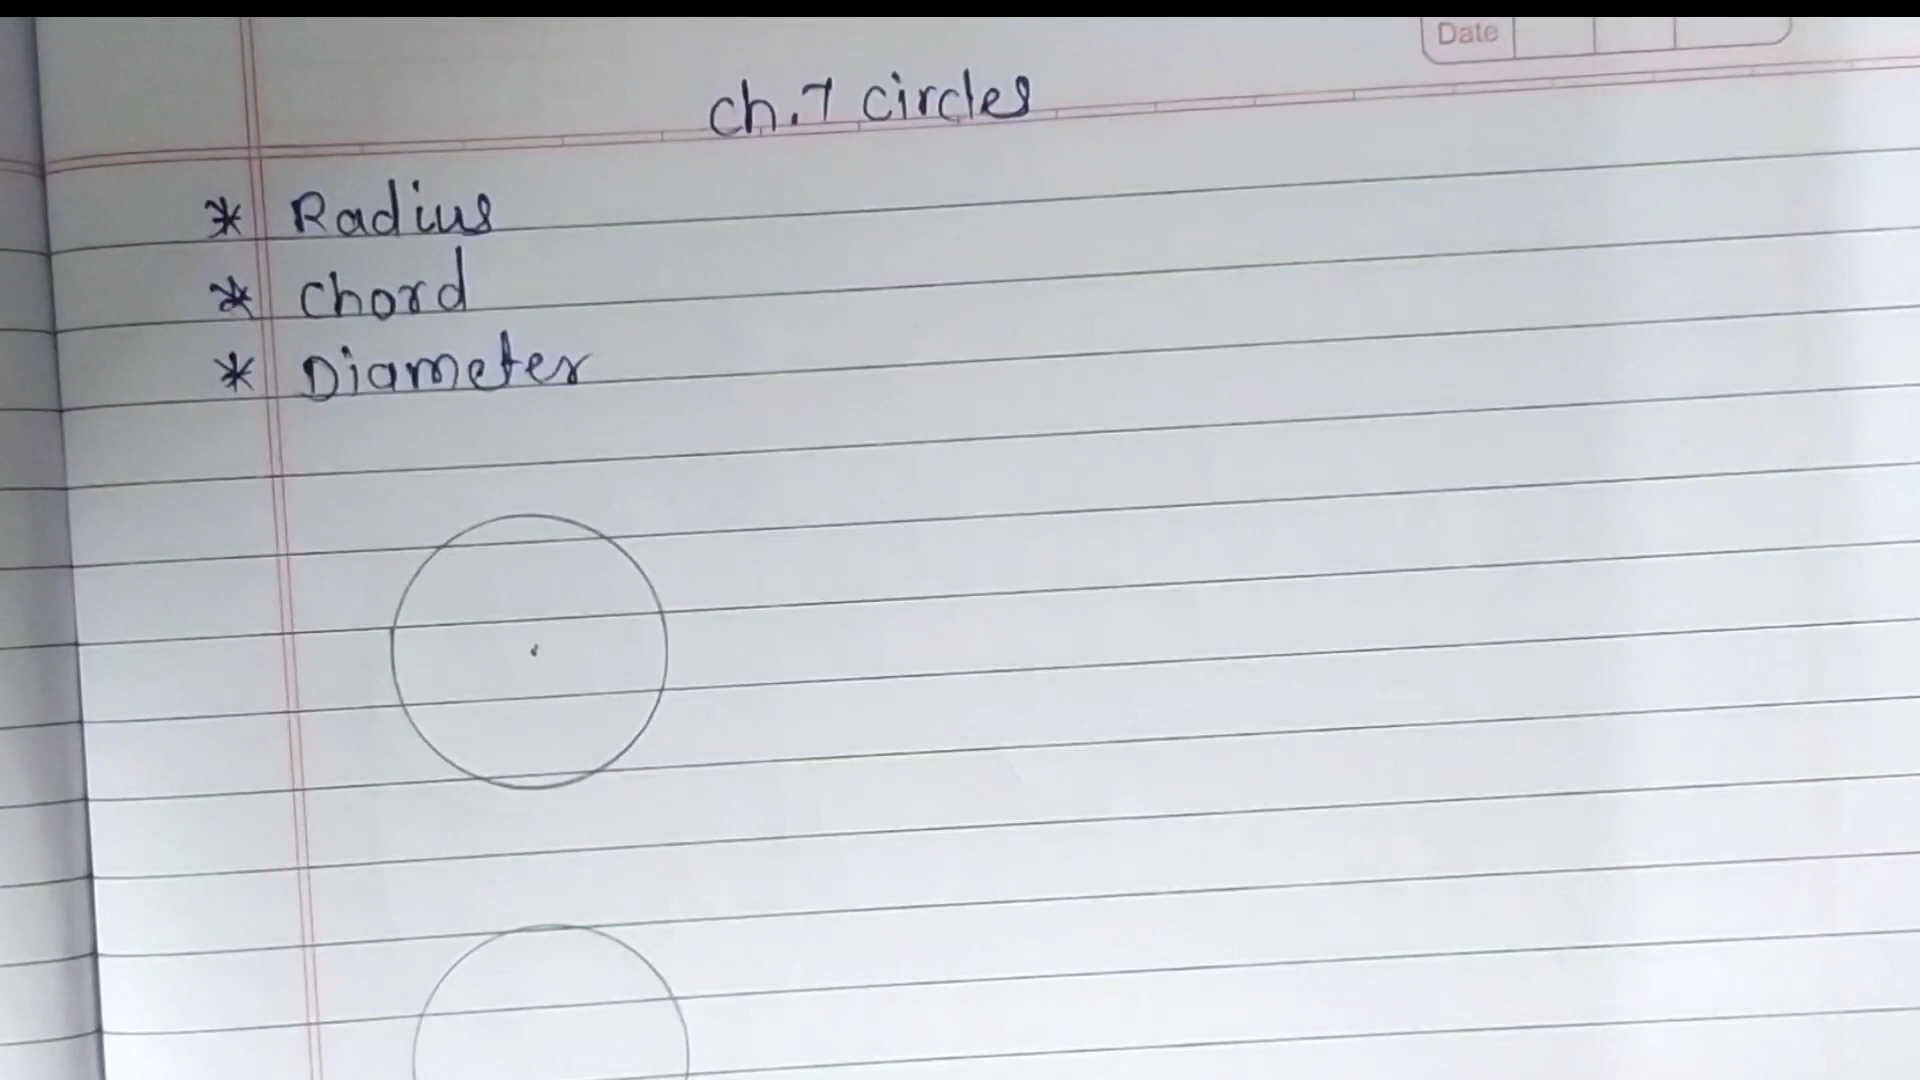 Date
Ch.7 circles
* Radius
* Chord
* Diameter